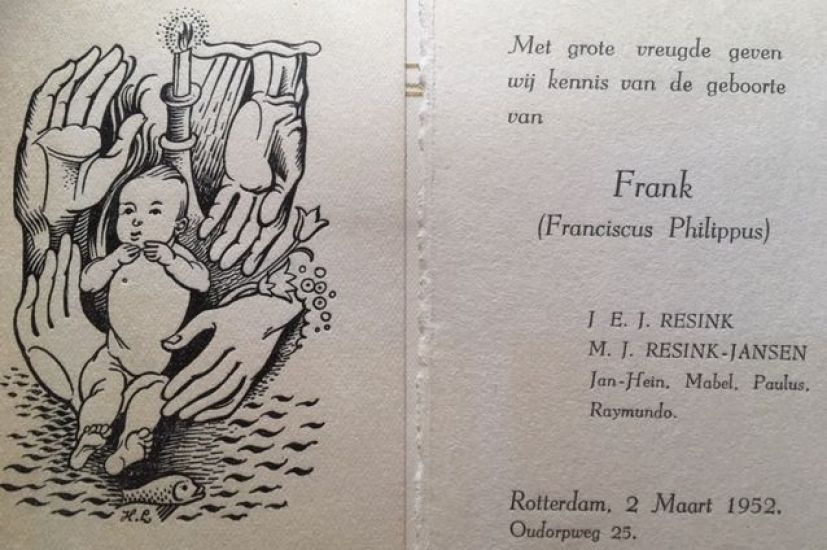 H.L
Met grote vreugde geven
wij kennis van de geboorte
van
Frank
(Franciscus Philippus)
J E. J. RESINK
M. J. RESINK-JANSEN
Jan-Hein, Mabel, Paulus,
Raymundo.
Rotterdam, 2 Maart 1952.
Oudorpweg 25.